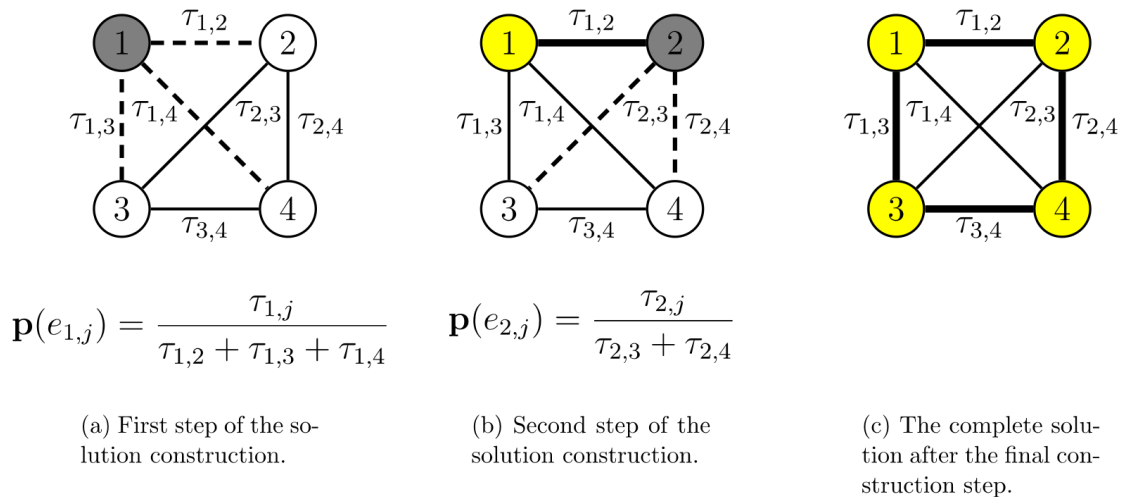 1 τ1,2 2
τ1,3 τ1,4 τ2,3 τ2,4
3 τ3,4 4
p(e1,j) = τ1,j / (τ1,2 + τ1,3 + τ1,4)
(a) First step of the so-
lution construction.
1 τ1,2 2
τ1,3 τ1,4 τ2,3 τ2,4
3 τ3,4 4
p(e2,j) = τ2,j / (τ2,3 + τ2,4)
(b) Second step of the
solution construction.
1 τ1,2 2
τ1,3 τ1,4 τ2,3 τ2,4
3 τ3,4 4
(c) The complete solu-
tion after the final con-
struction step.